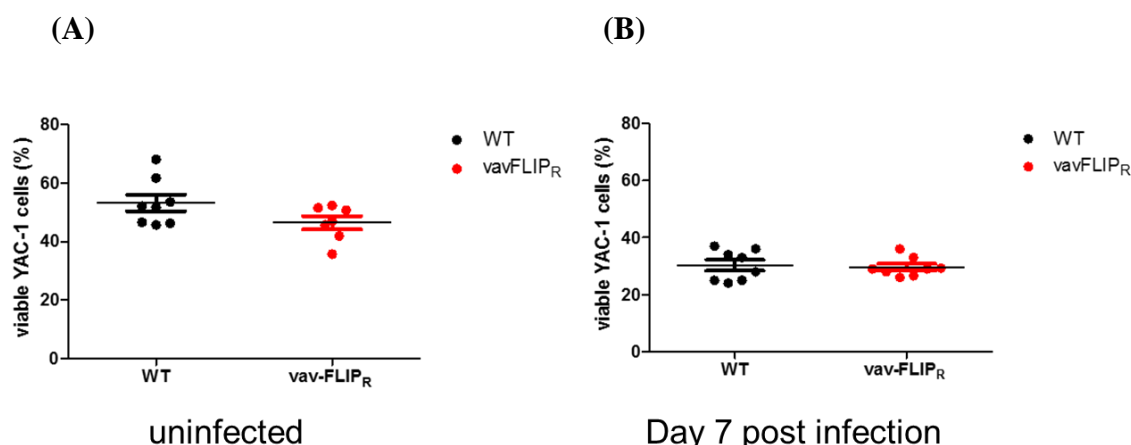 (A)
(B)
80
60
40
20
0
viable YAC-1 cells (%)
WT
vav-FLIPR
WT
vavFLIPR
uninfected
80
60
40
20
0
viable YAC-1 cells (%)
WT
vav-FLIPR
WT
vavFLIPR
Day 7 post infection